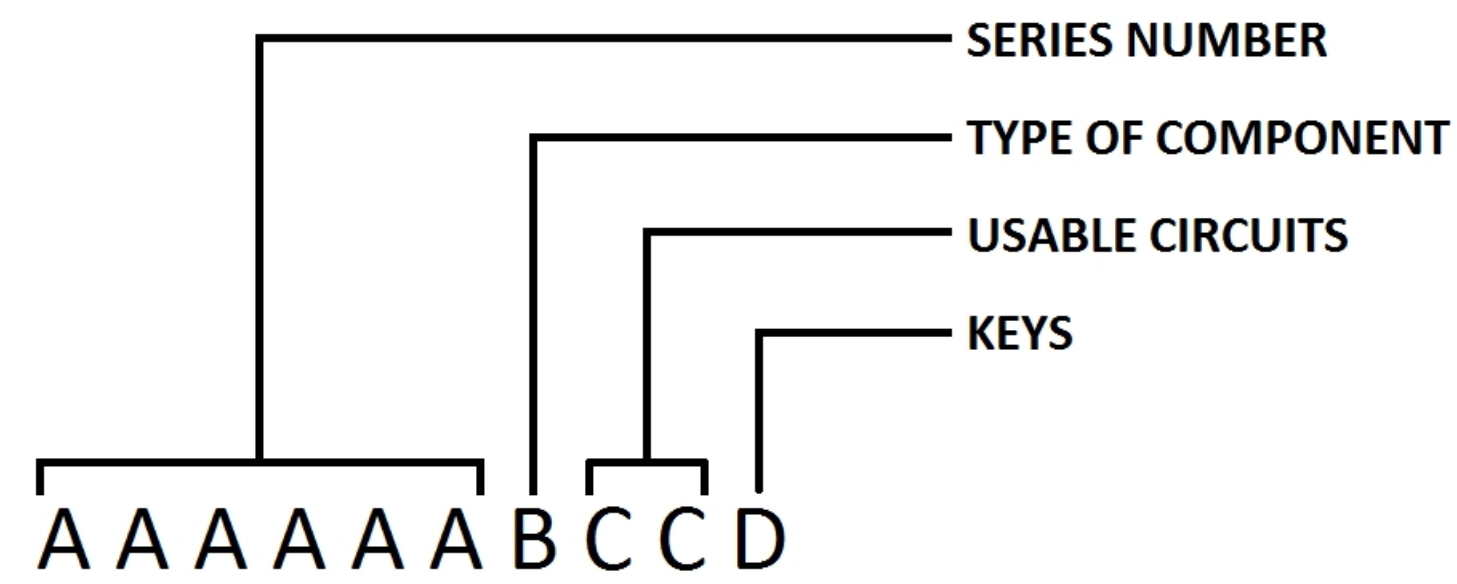 SERIES NUMBER
TYPE OF COMPONENT
USABLE CIRCUITS
KEYS
A A A A A A B C C D